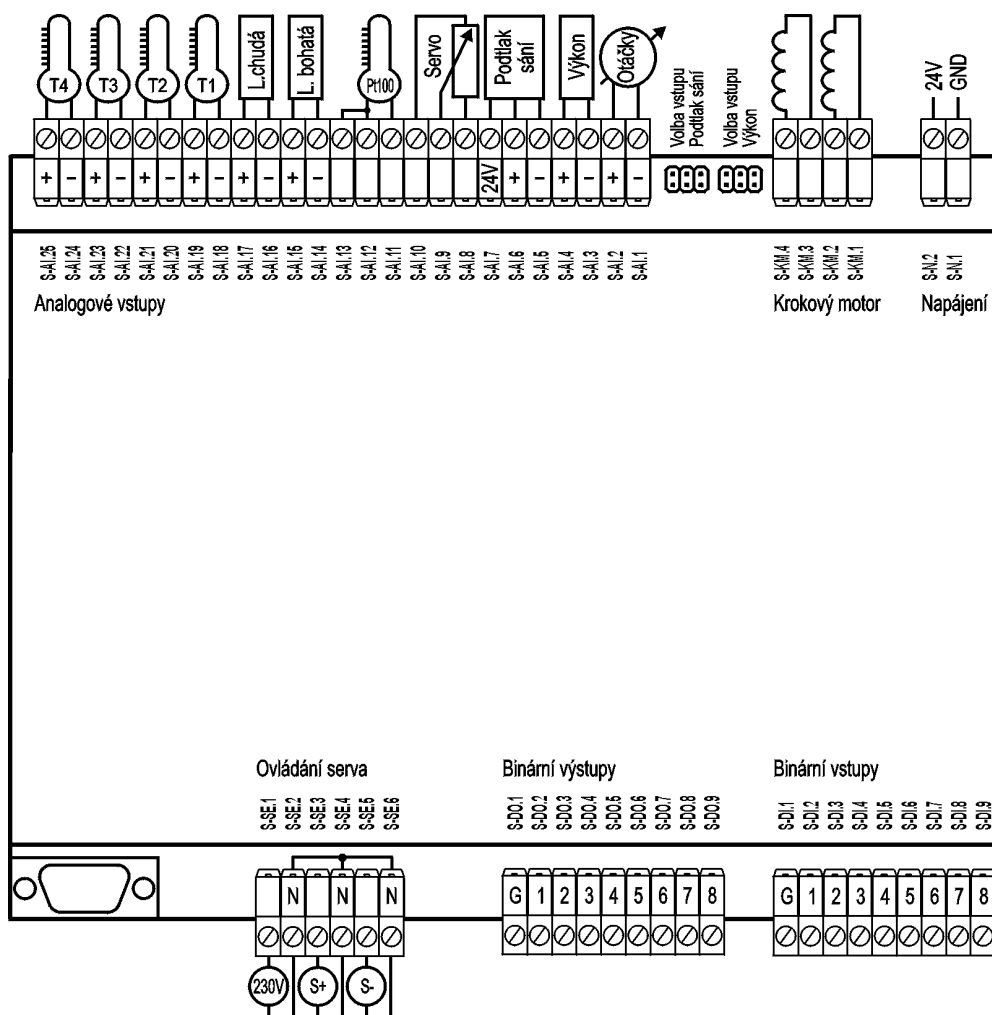 T4
T3
T2
T1
L.chudá
L. bohatá
Pt100
Servo
Podtlak
sání
Výkon
Otáčky
Volba vstupu
Podtlak sání
Volba vstupu
Výkon
24V
GND
+ - + - + - + - + - + - 24V + - + - + -
S-AI.26
S-AI.24
S-AI.23
S-AI.22
S-AI.21
S-AI.20
S-AI.19
S-AI.18
S-AI.17
S-AI.16
S-AI.15
S-AI.14
S-AI.13
S-AI.12
S-AI.11
S-AI.10
S-AI.9
S-AI.8
S-AI.7
S-AI.6
S-AI.5
S-AI.4
S-AI.3
S-AI.2
S-AI.1
S-KM.4
S-KM.3
S-KM.2
S-KM.1
S-N.2
S-N.1
Analogové vstupy
Krokový motor
Napájení
Ovládání serva
Binární výstupy
Binární vstupy
S-SE.1
S-SE.2
S-SE.3
S-SE.4
S-SE.5
S-SE.6
S-DO.1
S-DO.2
S-DO.3
S-DO.4
S-DO.5
S-DO.6
S-DO.7
S-DO.8
S-DO.9
S-DI.1
S-DI.2
S-DI.3
S-DI.4
S-DI.5
S-DI.6
S-DI.7
S-DI.8
S-DI.9
N N N
G 1 2 3 4 5 6 7 8
G 1 2 3 4 5 6 7 8
230V
S+
S-